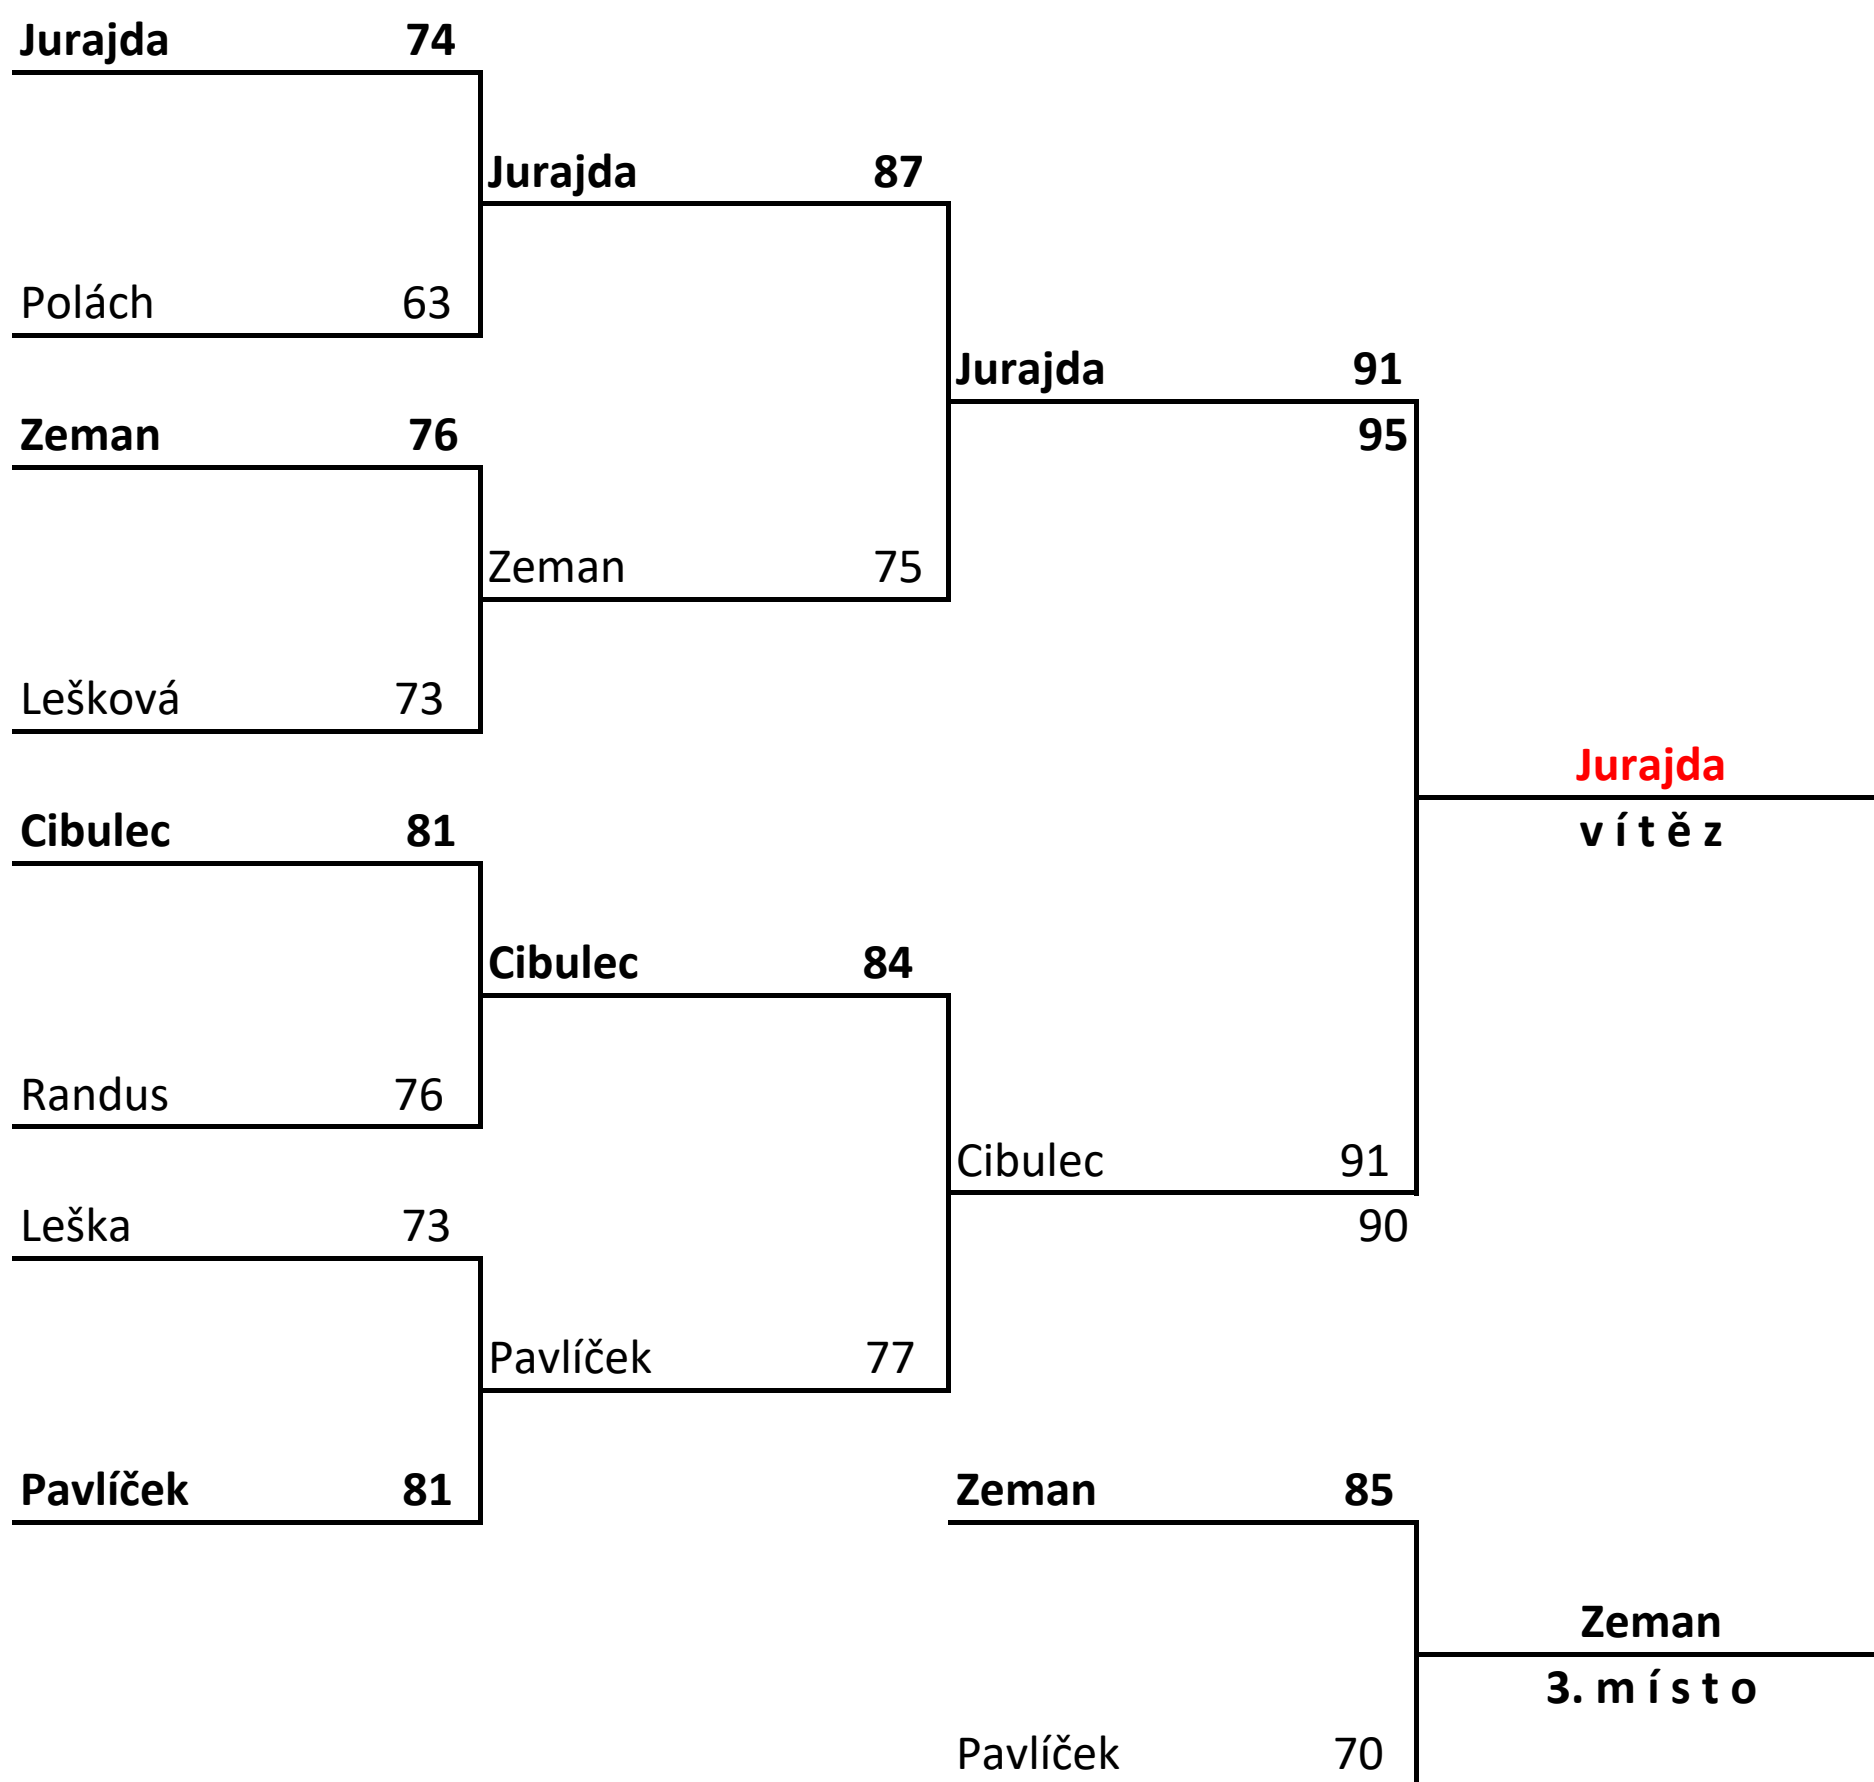 Jurajda 74
Jurajda 87
Polách 63
Jurajda 91
Zeman 76 95
Zeman 75
Lešková 73
Jurajda
Cibulec 81 v í t ě z
Cibulec 84
Randus 76
Cibulec 91
Leška 73 90
Pavlíček 77
Pavlíček 81 Zeman 85
Zeman
3. m í s t o
Pavlíček 70